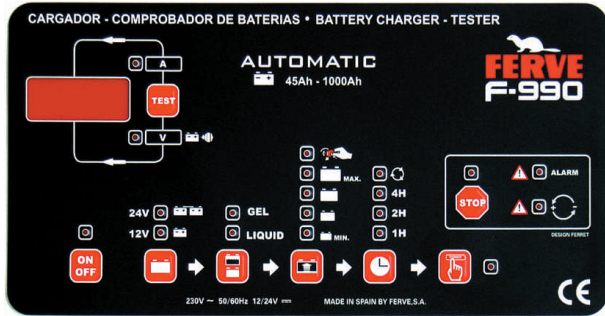 CARGADOR - COMPROBADOR DE BATERIAS • BATTERY CHARGER - TESTER
A
TEST
V
AUTOMATIC
45Ah - 1000Ah
FERVE
F-990
MAX.
MIN.
24V
12V
GEL
LIQUID
4H
2H
1H
ALARM
STOP
DESIGN FERRET
ON
OFF
230V ~ 50/60Hz 12/24V ⎓ MADE IN SPAIN BY FERVE,S.A.
CE